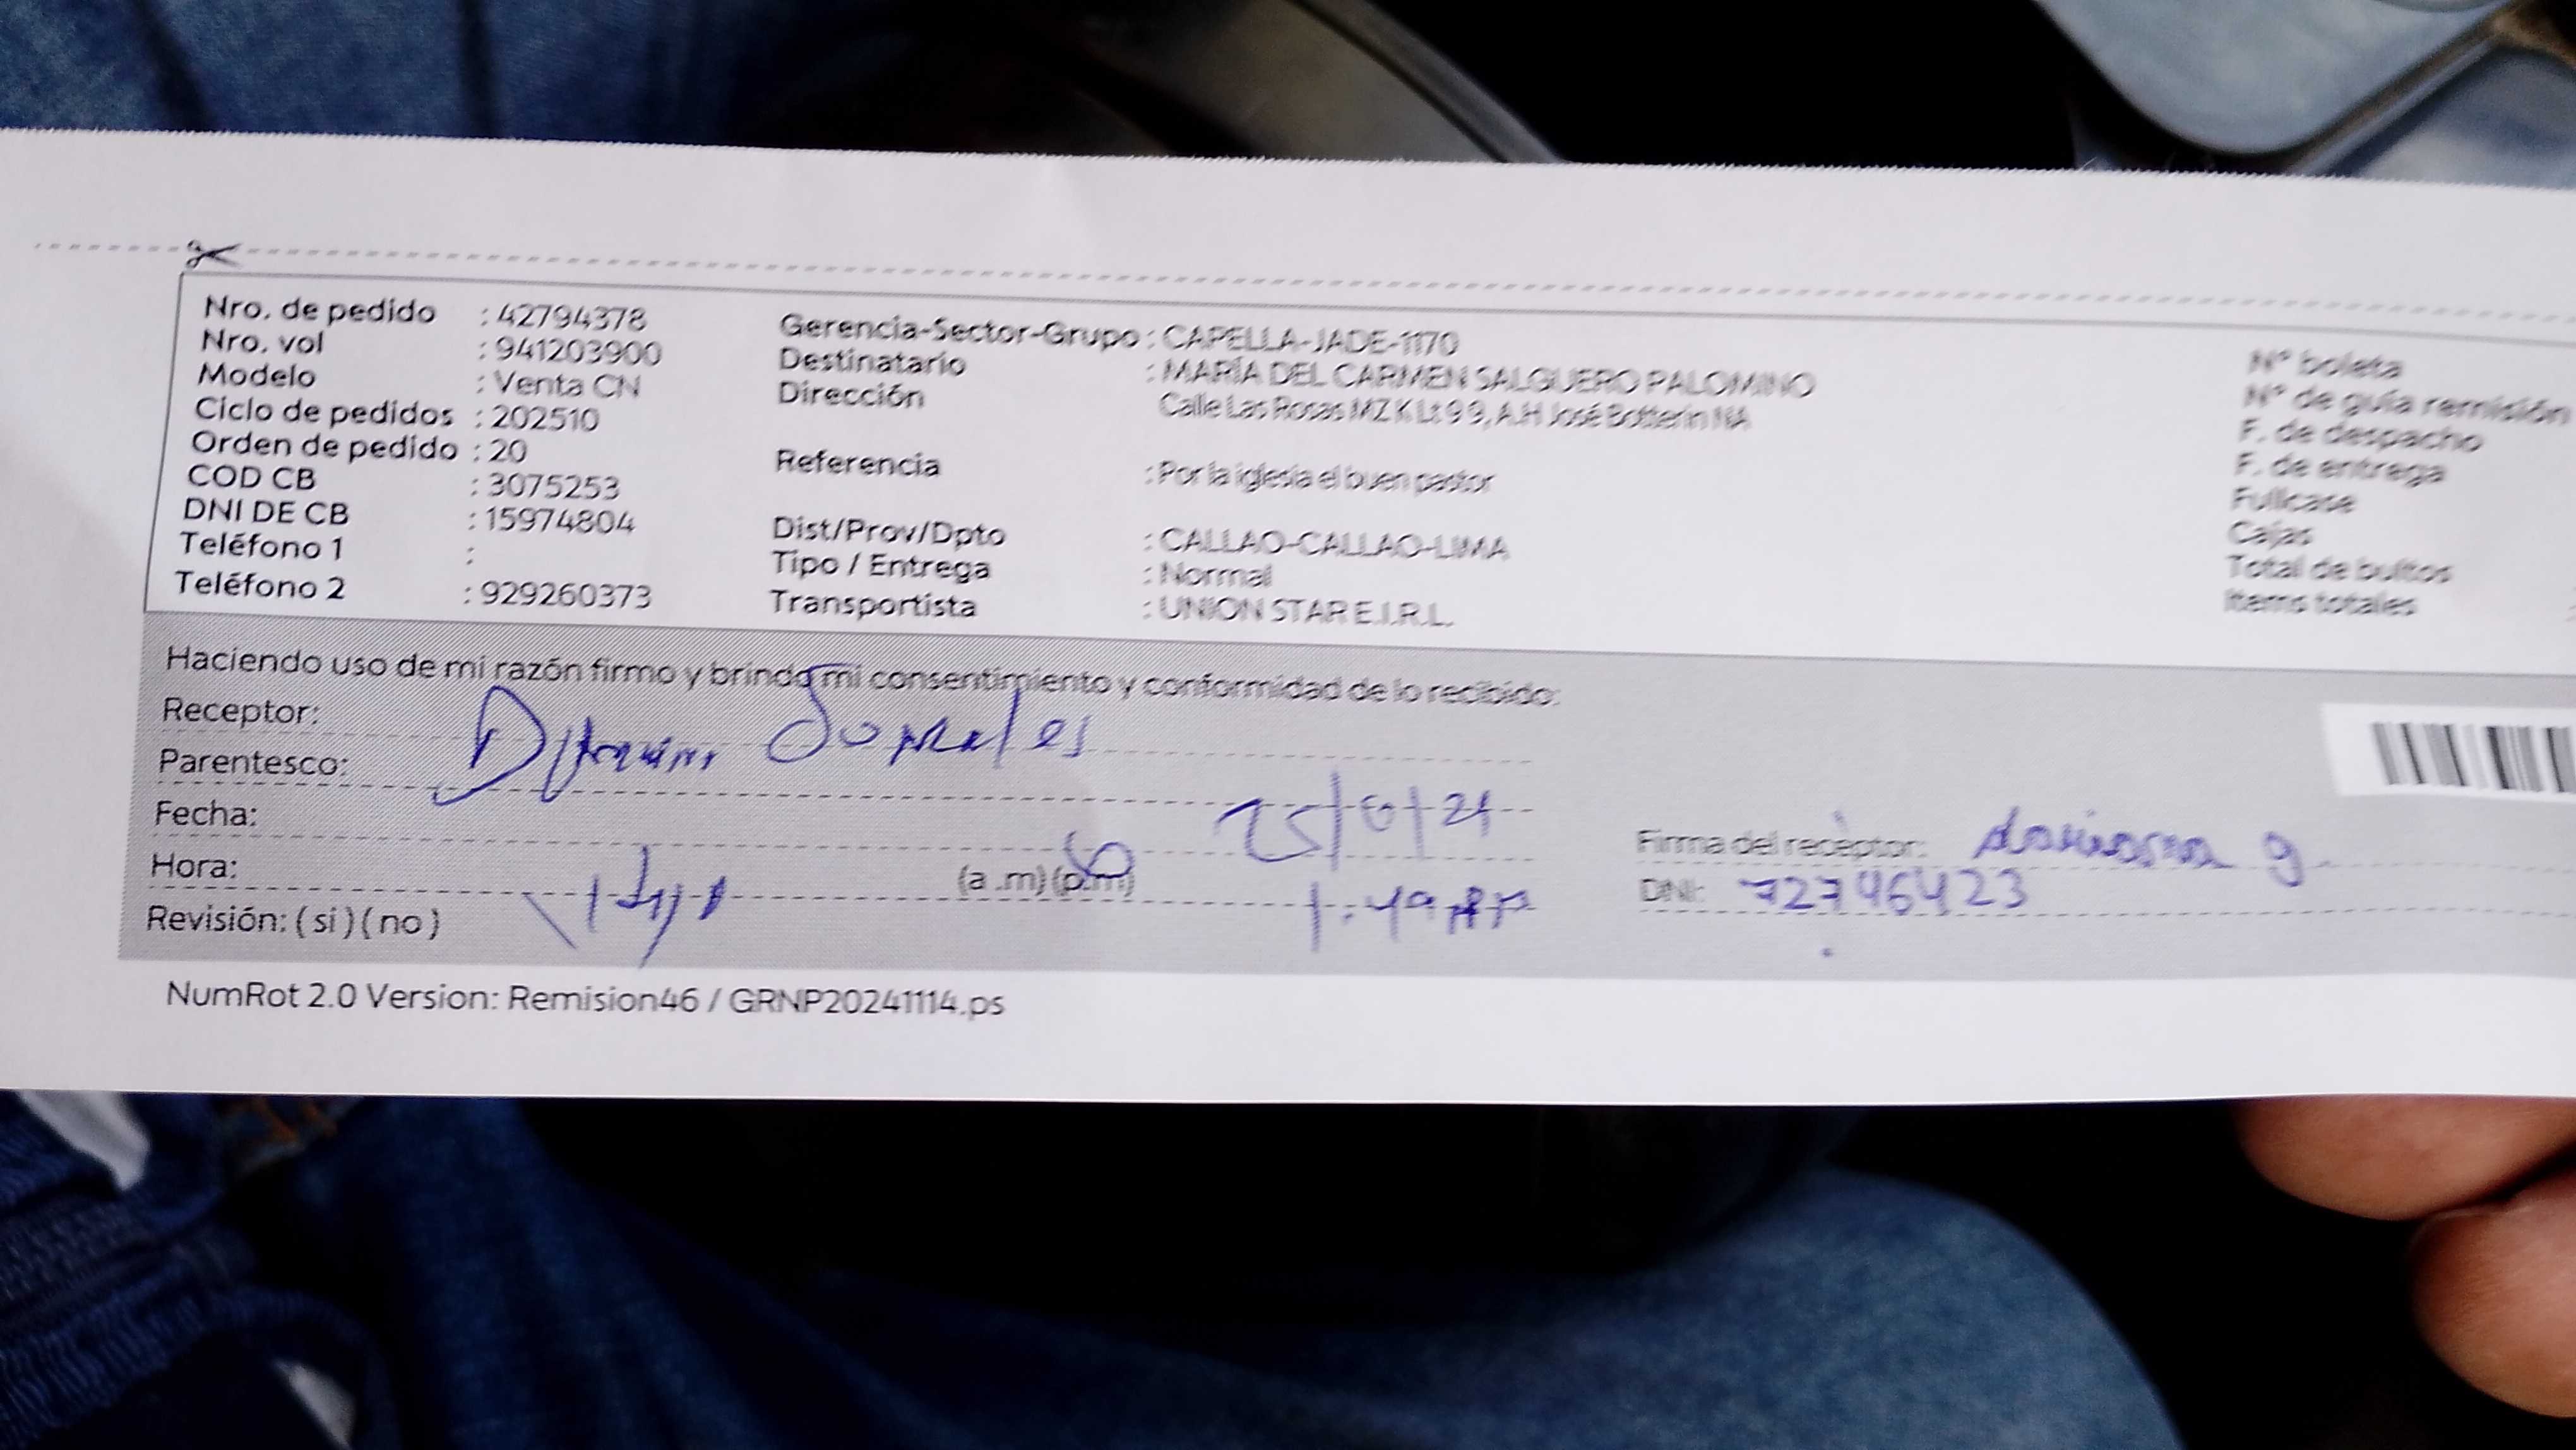 Nro. de pedido : 42794378
Nro. vol : 941203900
Modelo : Venta CN
Ciclo de pedidos : 202510
Orden de pedido : 20
COD CB : 3075253
DNI DE CB : 15974804
Teléfono 1 :
Teléfono 2 : 929260373
Gerencia-Sector-Grupo : CAPELLA-JADE-1170
Destinatario : MARÍA DEL CARMEN SALGUERO PALOMINO
Dirección Calle Las Rosas MZ K Lt 9 9, A.H José Botterin NA
Referencia : Por la iglesia el buen pastor
Dist/Prov/Dpto : CALLAO-CALLAO-LIMA
Tipo / Entrega : Normal
Transportista : UNION STAR E.I.R.L.
N° boleta
N° de guía remisión
F. de despacho
F. de entrega
Fullcase
Cajas
Total de bultos
Items totales
Haciendo uso de mi razón firmo y brindo mi consentimiento y conformidad de lo recibido:
Receptor:
Parentesco:
Fecha:
Hora: (a .m) (p.m)
Revisión: ( si ) ( no )
Firma del receptor:
DNI: 72746423
NumRot 2.0 Version: Remision46 / GRNP20241114.ps